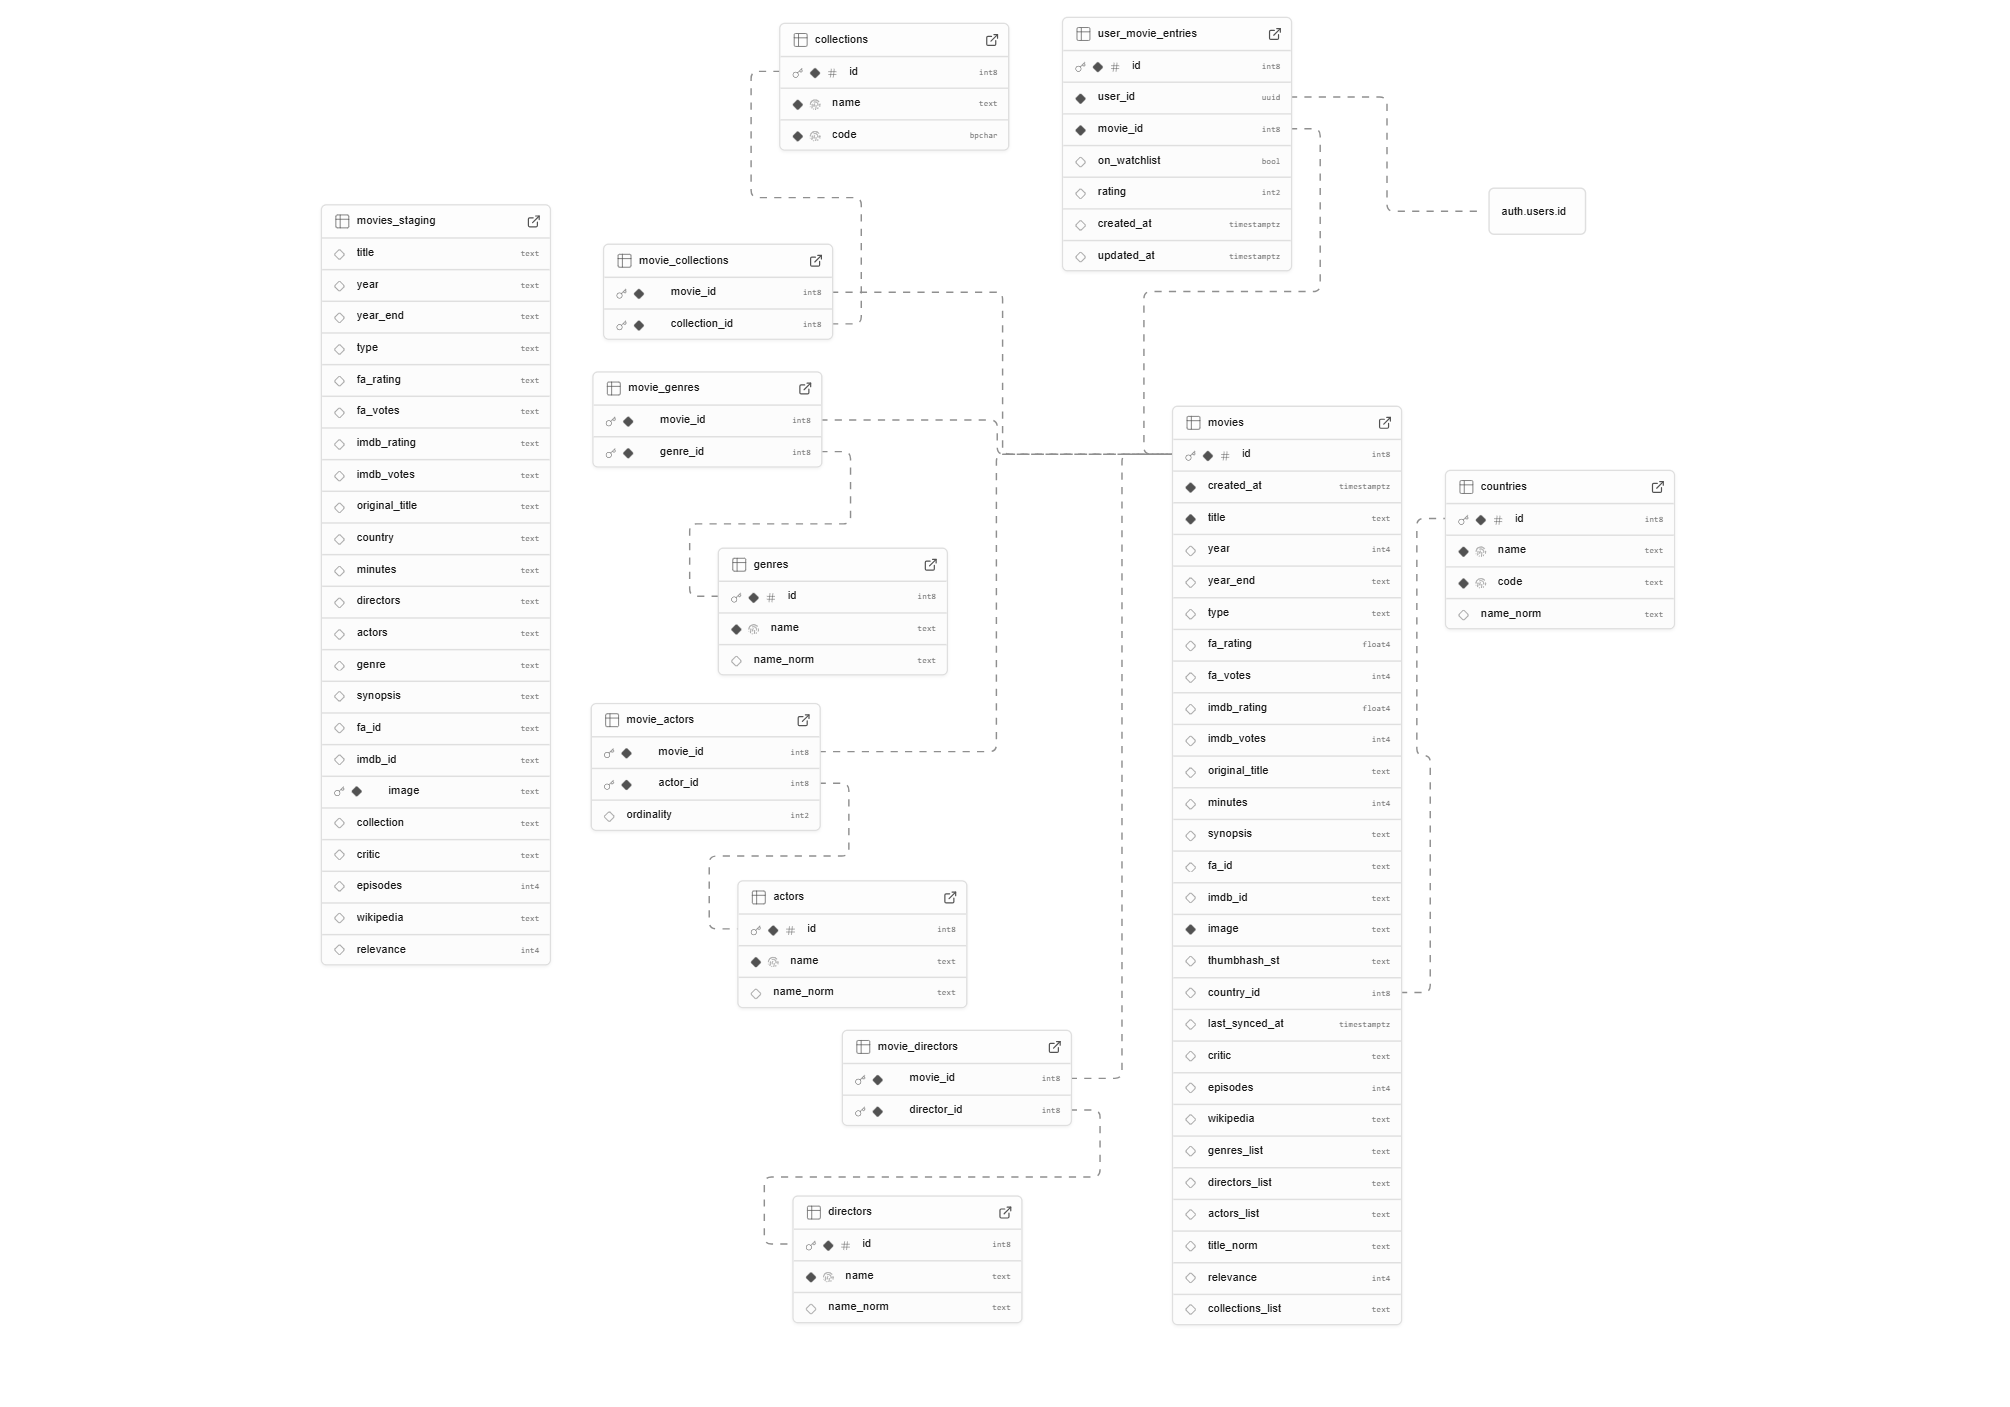 collections
id int8
name text
code bpchar
user_movie_entries
id int8
user_id uuid
movie_id int8
on_watchlist bool
rating int2
created_at timestamptz
updated_at timestamptz
auth.users.id
movies_staging
title text
year text
year_end text
type text
fa_rating text
fa_votes text
imdb_rating text
imdb_votes text
original_title text
country text
minutes text
directors text
actors text
genre text
synopsis text
fa_id text
imdb_id text
image text
collection text
critic text
episodes int4
wikipedia text
relevance int4
movie_collections
movie_id int8
collection_id int8
movie_genres
movie_id int8
genre_id int8
genres
id int8
name text
name_norm text
movie_actors
movie_id int8
actor_id int8
ordinality int2
actors
id int8
name text
name_norm text
movie_directors
movie_id int8
director_id int8
directors
id int8
name text
name_norm text
movies
id int8
created_at timestamptz
title text
year int4
year_end text
type text
fa_rating float4
fa_votes int4
imdb_rating float4
imdb_votes int4
original_title text
minutes int4
synopsis text
fa_id text
imdb_id text
image text
thumbhash_st text
country_id int8
last_synced_at timestamptz
critic text
episodes int4
wikipedia text
genres_list text
directors_list text
actors_list text
title_norm text
relevance int4
collections_list text
countries
id int8
name text
code text
name_norm text